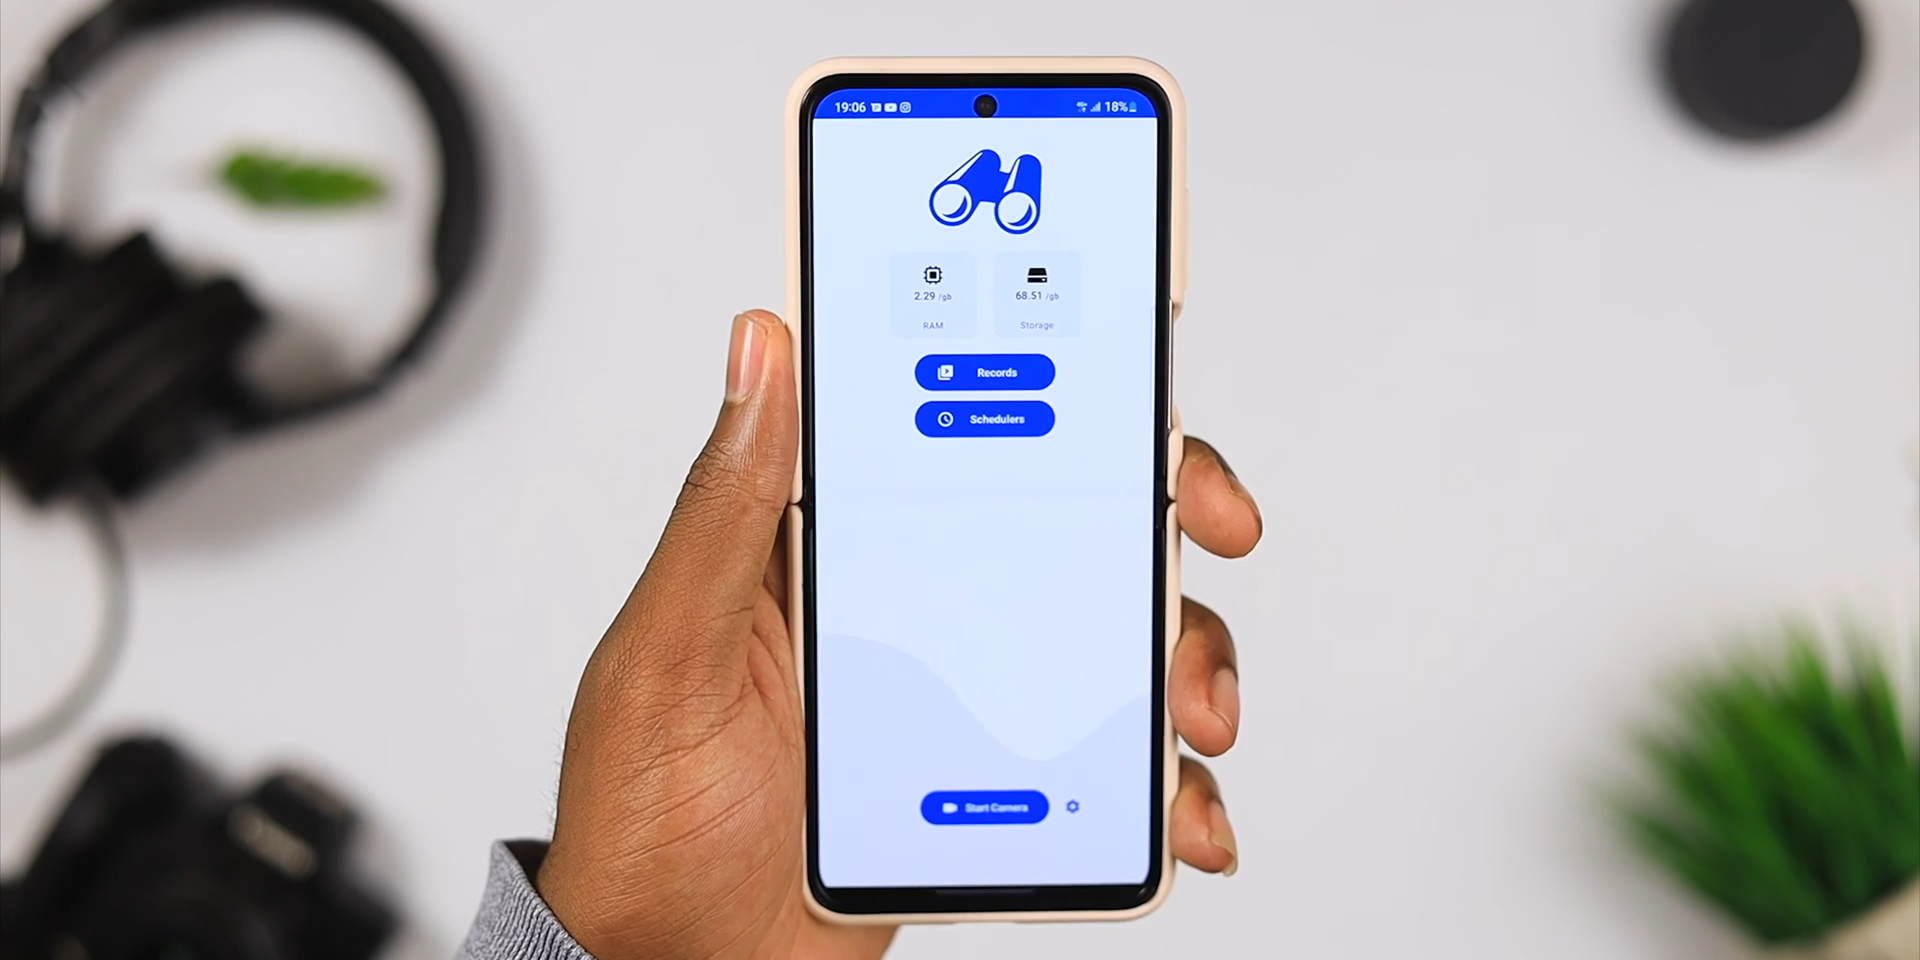 19:06 18%
2.29 /gb
RAM
68.51 /gb
Storage
Records
Schedulers
Start Camera